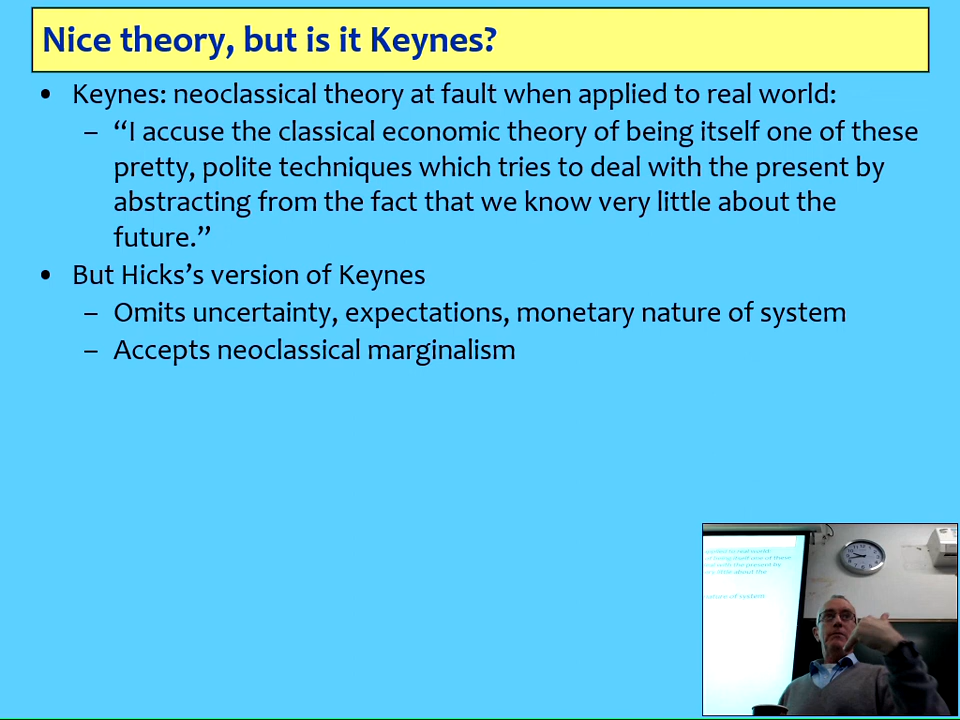 Nice theory, but is it Keynes?
• Keynes: neoclassical theory at fault when applied to real world:
– “I accuse the classical economic theory of being itself one of these
pretty, polite techniques which tries to deal with the present by
abstracting from the fact that we know very little about the
future.”
• But Hicks’s version of Keynes
– Omits uncertainty, expectations, monetary nature of system
– Accepts neoclassical marginalism